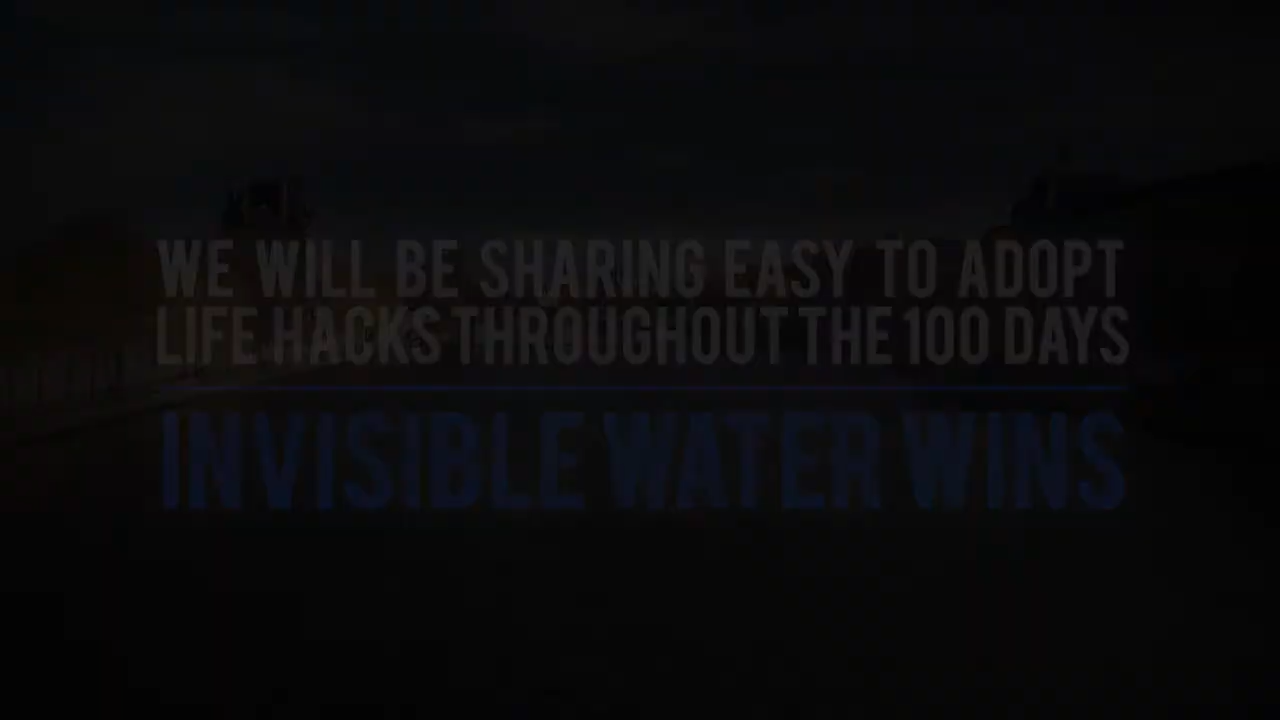 WE WILL BE SHARING EASY TO ADOPT
LIFE HACKS THROUGHOUT THE 100 DAYS
INVISIBLE WATER WINS